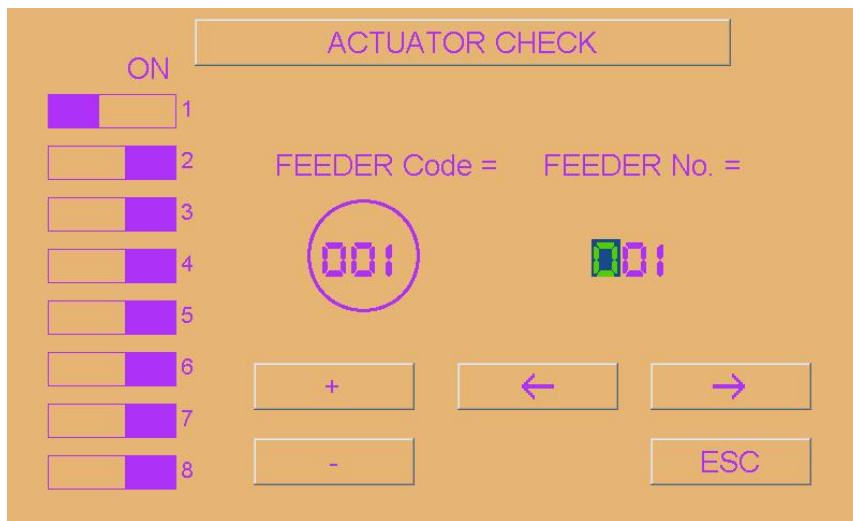 ACTUATOR CHECK
ON
1
2
3
4
5
6
7
8
FEEDER Code = FEEDER No. =
001 001
+ ← →
- ESC